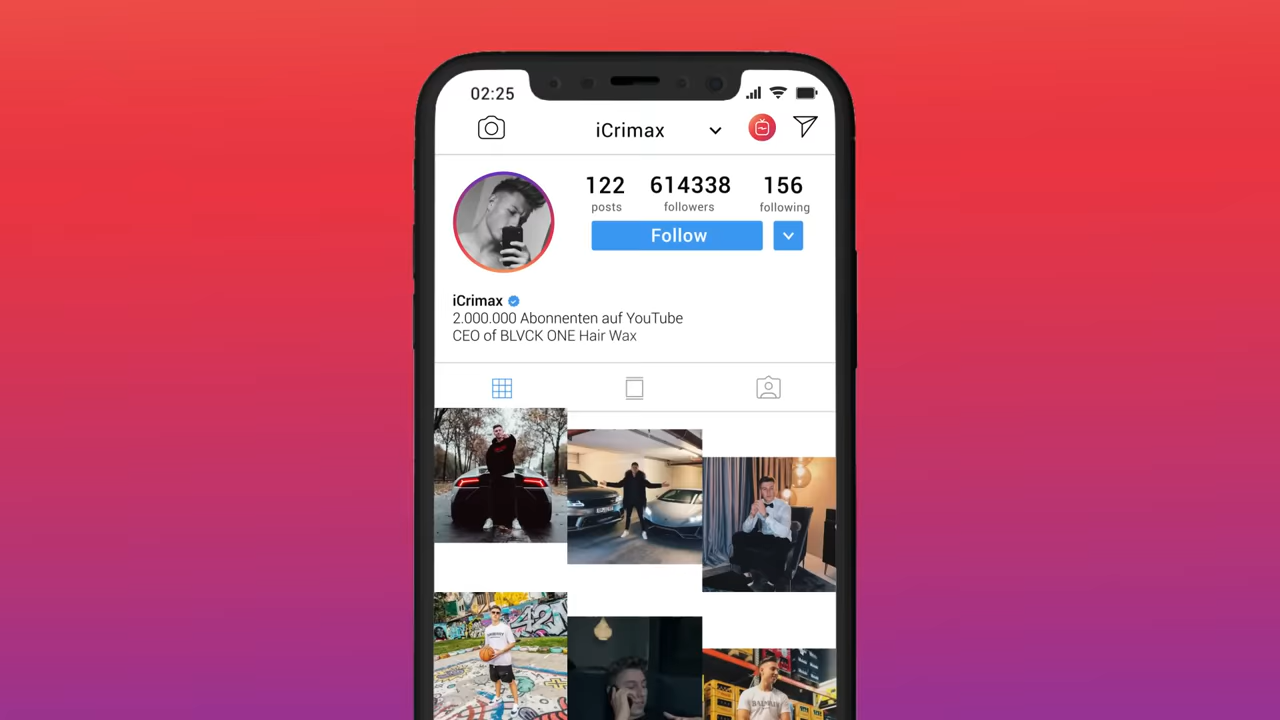 02:25
iCrimax
122 614338 156
posts followers following
Follow
iCrimax
2.000.000 Abonnenten auf YouTube
CEO of BLVCK ONE Hair Wax